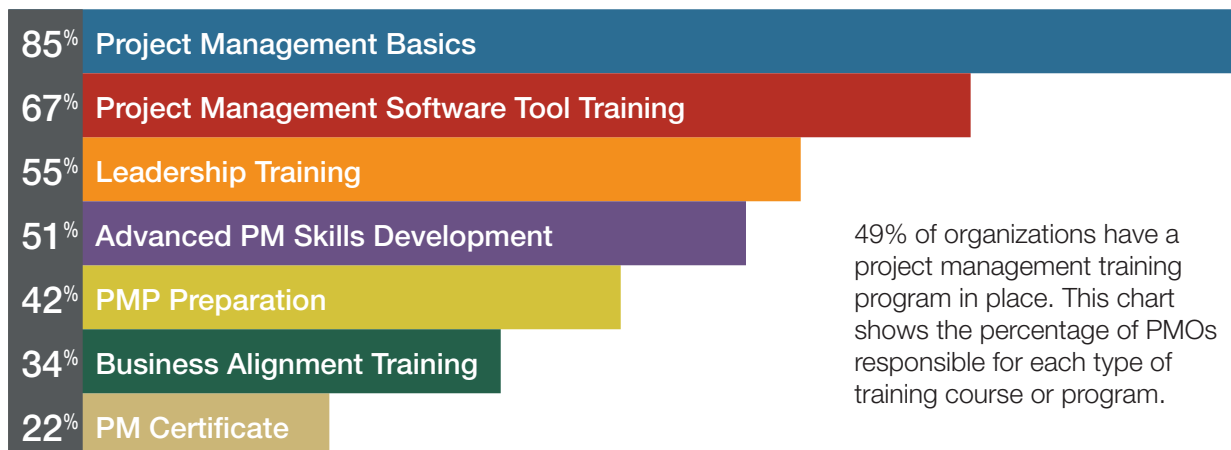 85% Project Management Basics
67% Project Management Software Tool Training
55% Leadership Training
51% Advanced PM Skills Development
42% PMP Preparation
34% Business Alignment Training
22% PM Certificate
49% of organizations have a
project management training
program in place. This chart
shows the percentage of PMOs
responsible for each type of
training course or program.